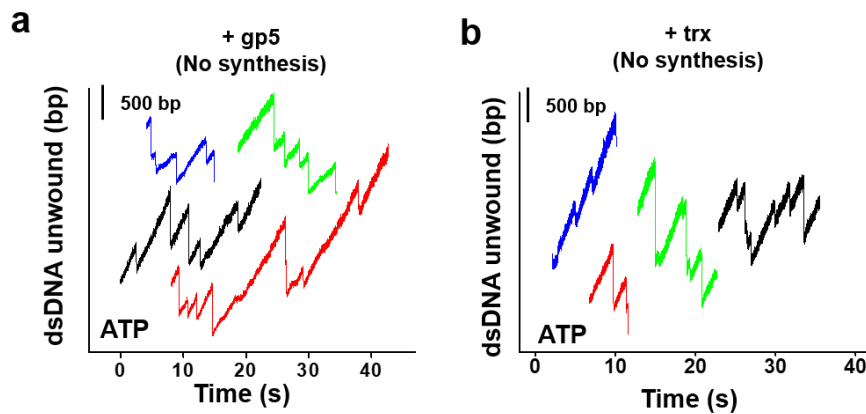 a
+ gp5
(No synthesis)
500 bp
dsDNA unwound (bp)
ATP
0 10 20 30 40
Time (s)
b
+ trx
(No synthesis)
500 bp
dsDNA unwound (bp)
ATP
0 10 20 30 40
Time (s)